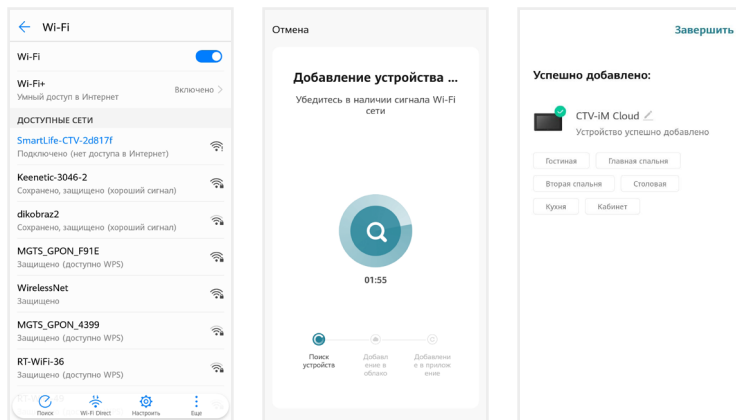 Wi-Fi
Wi-Fi
Wi-Fi+
Умный доступ в Интернет
Включено
ДОСТУПНЫЕ СЕТИ
SmartLife-CTV-2d817f
Подключено (нет доступа в Интернет)
Keenetic-3046-2
Сохранено, защищено (хороший сигнал)
dikobraz2
Сохранено, защищено (хороший сигнал)
MGTS_GPON_F91E
Защищено (доступно WPS)
WirelessNet
Защищено
MGTS_GPON_4399
Защищено (доступно WPS)
RT-WiFi-36
Защищено (доступно WPS)
Поиск Wi-Fi Direct Настроить Еще
Отмена
Добавление устройства ...
Убедитесь в наличии сигнала Wi-Fi
сети
01:55
Поиск
устройств
Добавл
ение в
облако
Добавлени
е в прилож
ение
Завершить
Успешно добавлено:
CTV-iM Cloud
Устройство успешно добавлено
Гостиная Главная спальня
Вторая спальня Столовая
Кухня Кабинет